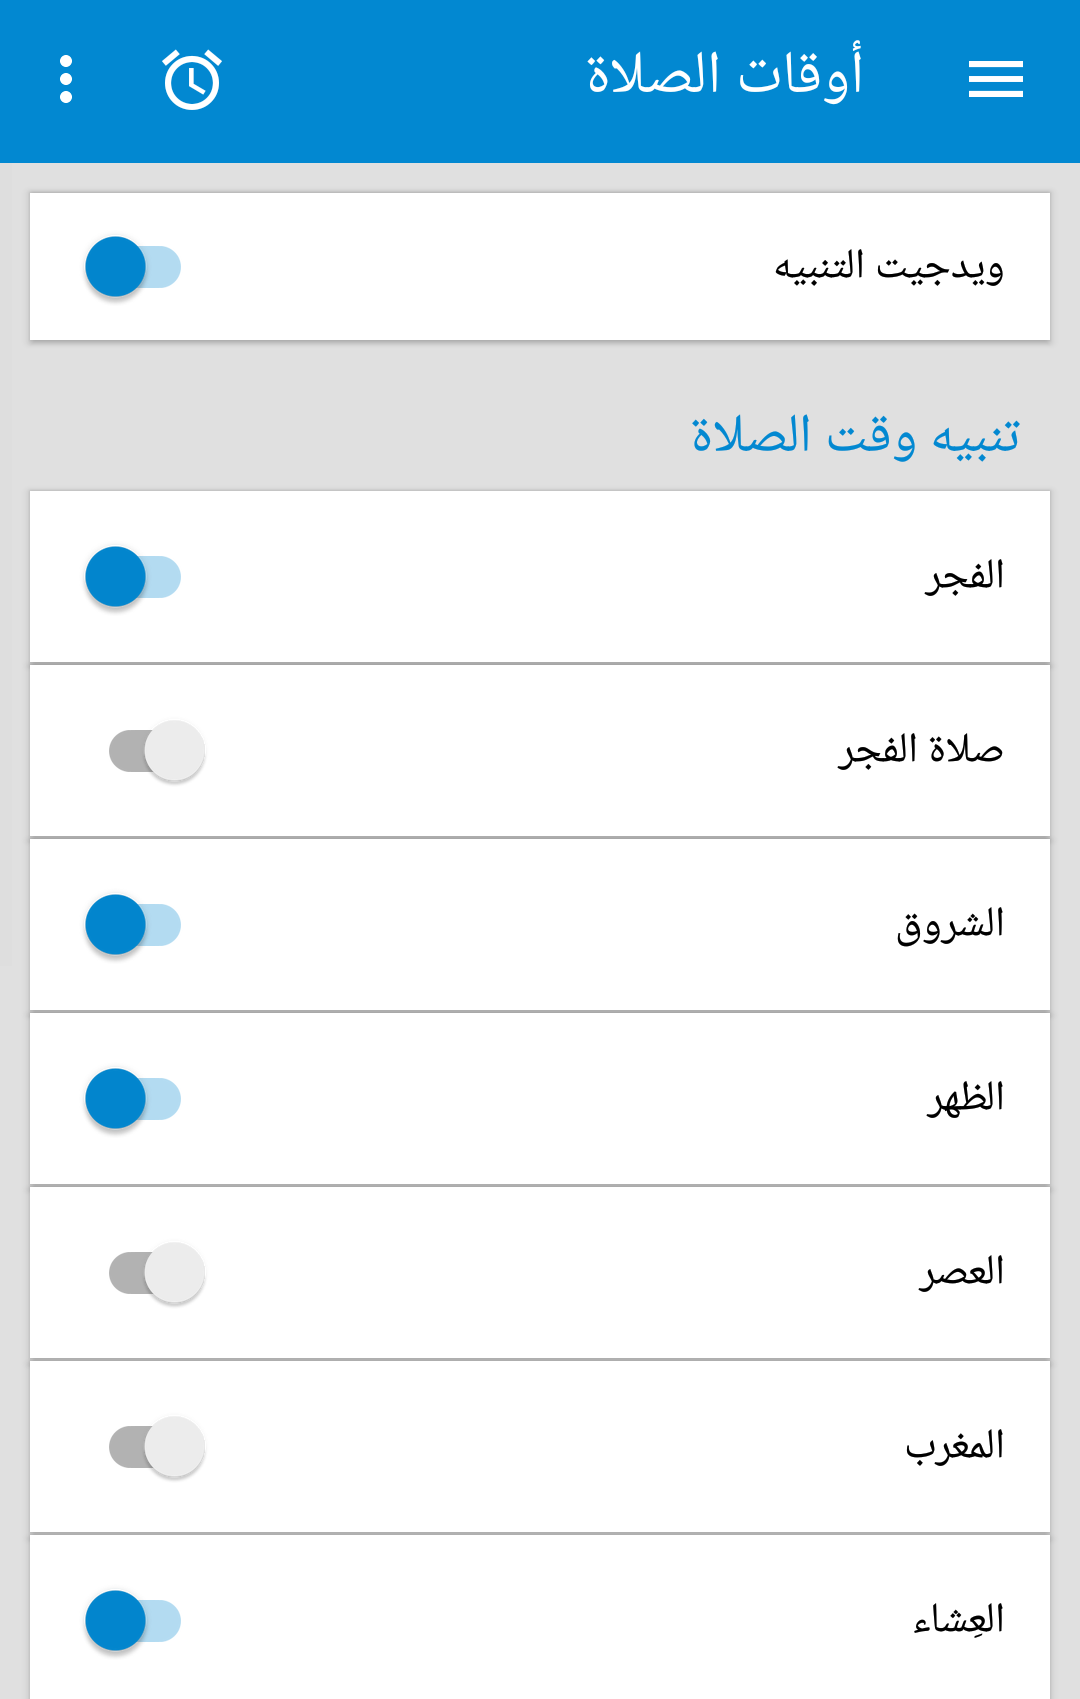 أوقات الصلاة
ويدجيت التنبيه
تنبيه وقت الصلاة
الفجر
صلاة الفجر
الشروق
الظهر
العصر
المغرب
العِشاء